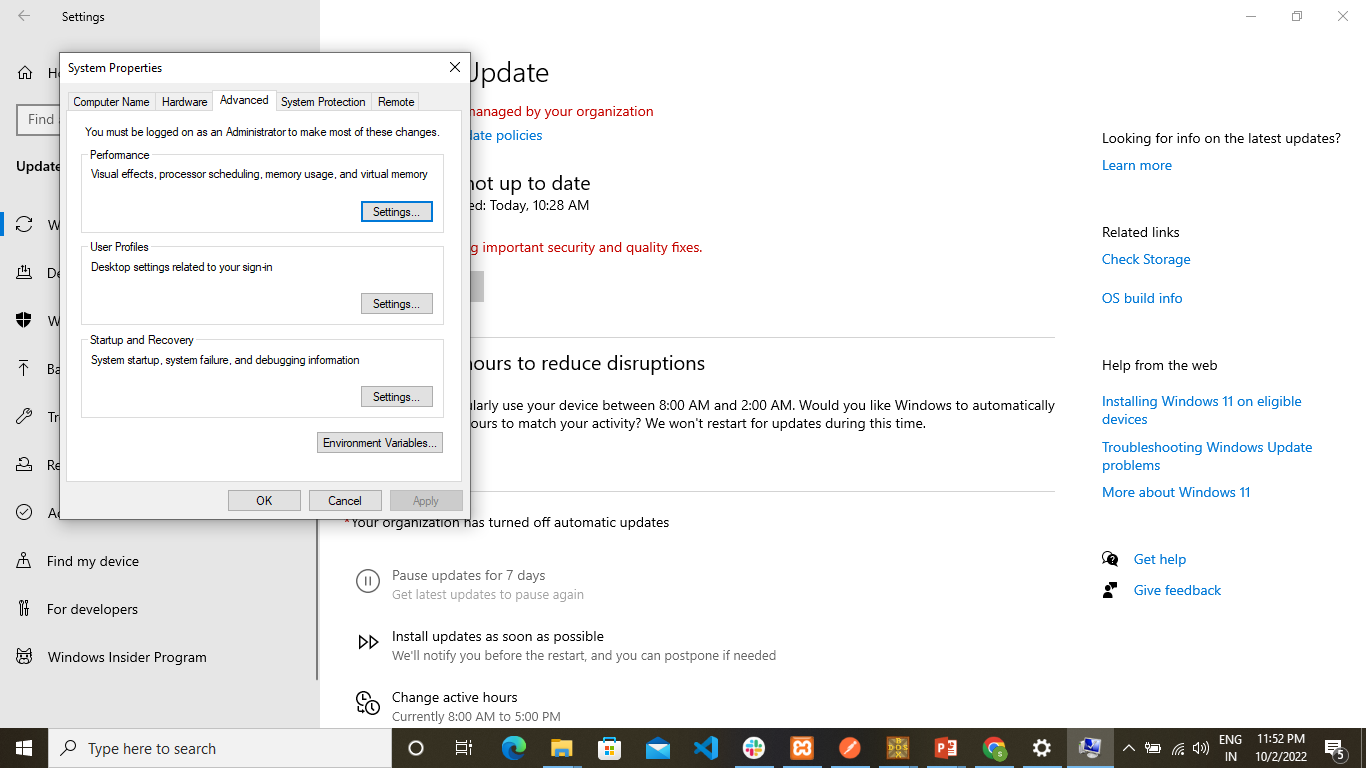 Settings
System Properties
Computer Name
Hardware
Advanced
System Protection
Remote
You must be logged on as an Administrator to make most of these changes.
Performance
Visual effects, processor scheduling, memory usage, and virtual memory
Settings...
User Profiles
Desktop settings related to your sign-in
Settings...
Startup and Recovery
System startup, system failure, and debugging information
Settings...
Environment Variables...
OK
Cancel
Apply
Find
Update
Find my device
For developers
Windows Insider Program
Update
managed by your organization
policies
not up to date
Today, 10:28 AM
important security and quality fixes.
hours to reduce disruptions
use your device between 8:00 AM and 2:00 AM. Would you like Windows to automatically
hours to match your activity? We won't restart for updates during this time.
*Your organization has turned off automatic updates
Pause updates for 7 days
Get latest updates to pause again
Install updates as soon as possible
We'll notify you before the restart, and you can postpone if needed
Change active hours
Currently 8:00 AM to 5:00 PM
Looking for info on the latest updates?
Learn more
Related links
Check Storage
OS build info
Help from the web
Installing Windows 11 on eligible
devices
Troubleshooting Windows Update
problems
More about Windows 11
Get help
Give feedback
Type here to search
DOS
ENG
IN
11:52 PM
10/2/2022
5